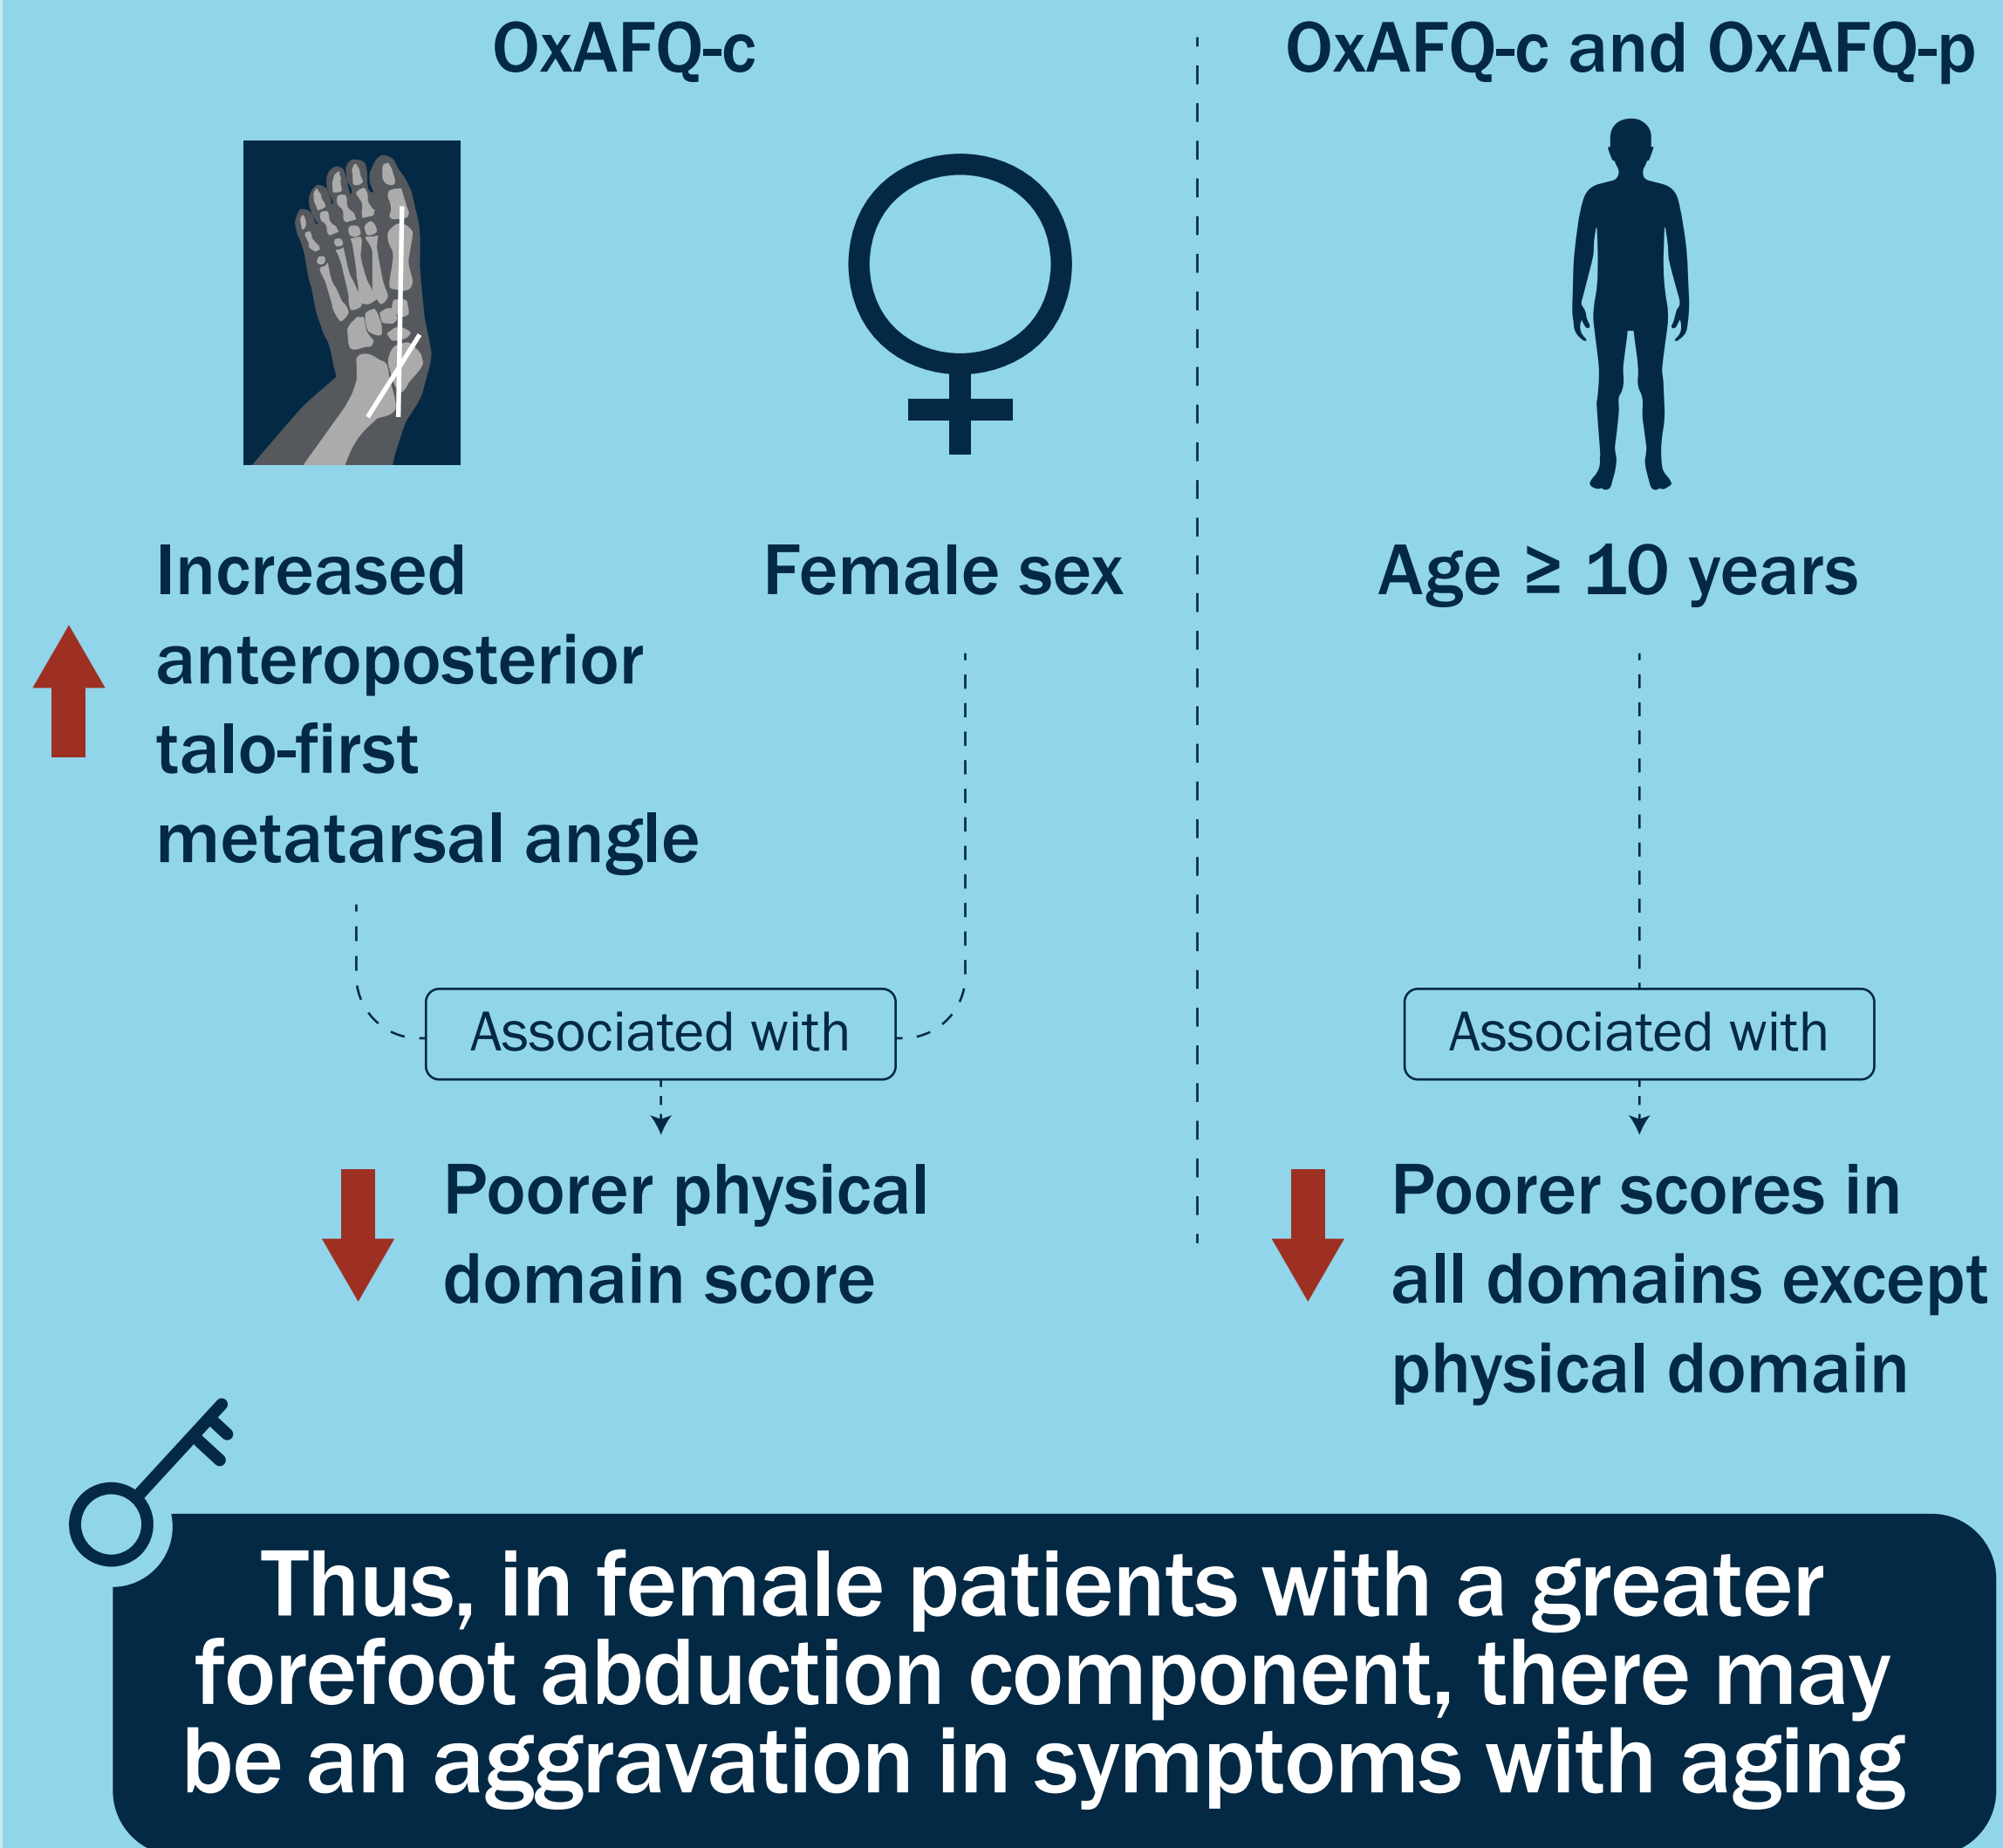 OxAFQ-c
Increased
anteroposterior
talo-first
metatarsal angle
Female sex
Associated with
Poorer physical
domain score
OxAFQ-c and OxAFQ-p
Age ≥ 10 years
Associated with
Poorer scores in
all domains except
physical domain
Thus, in female patients with a greater
forefoot abduction component, there may
be an aggravation in symptoms with aging